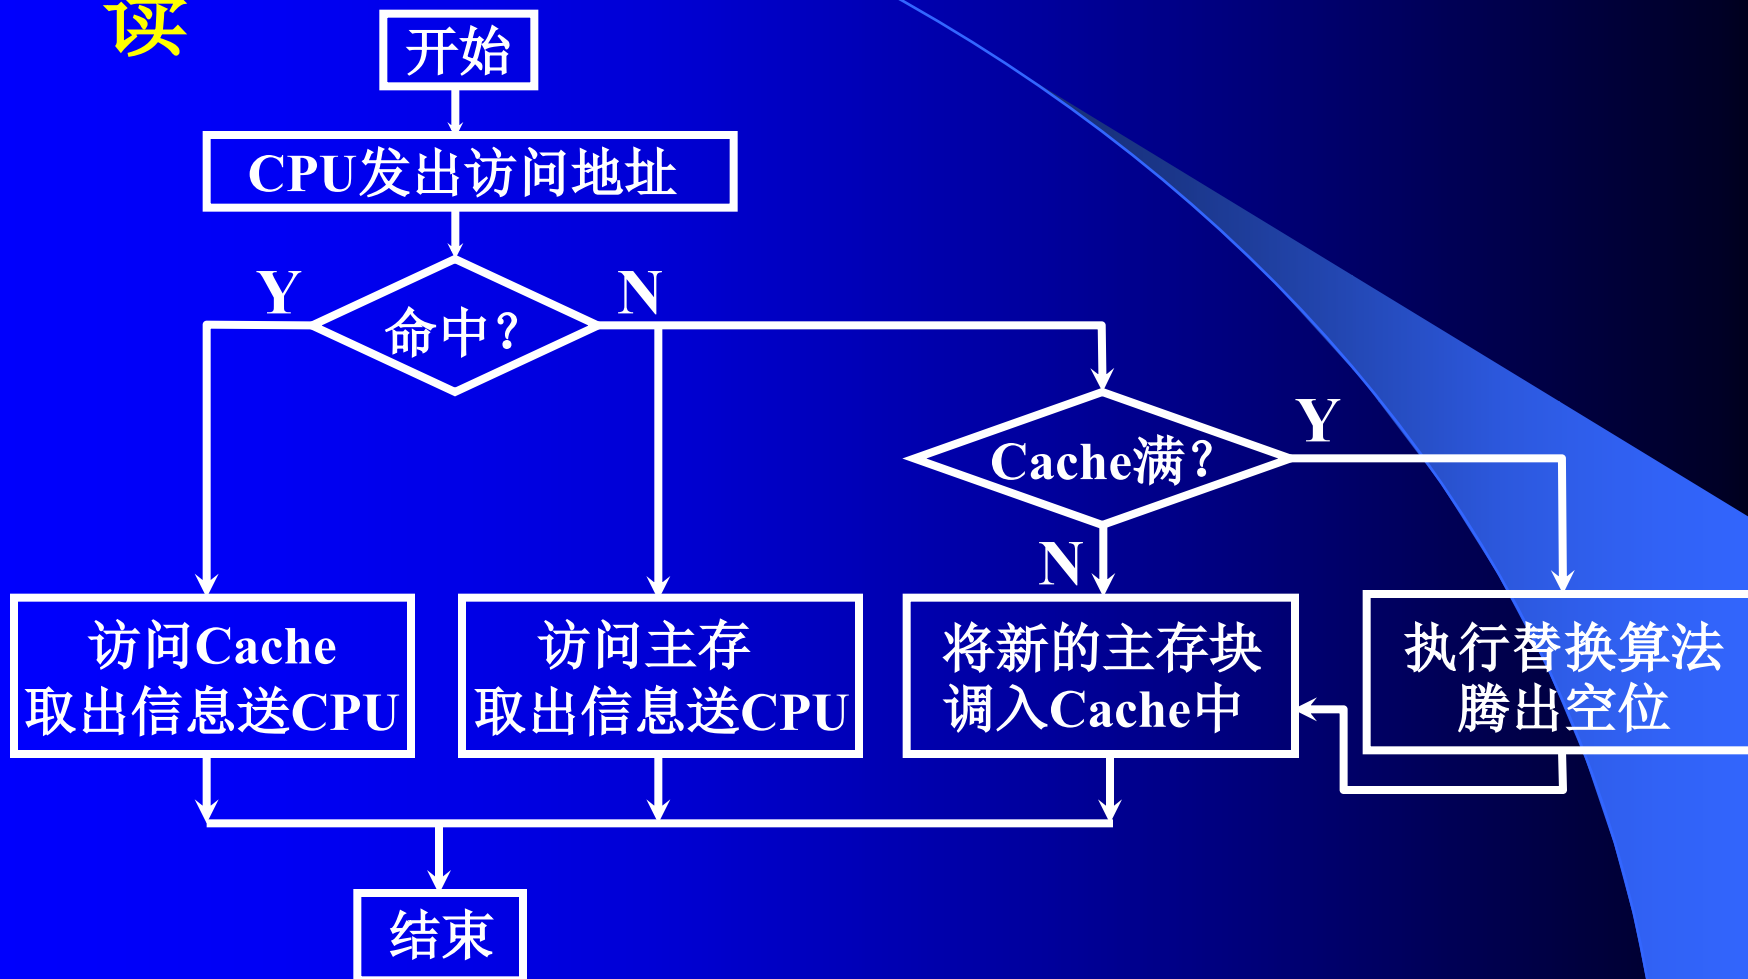 读
开始
CPU发出访问地址
Y
N
命中?
Y
Cache满?
N
访问Cache
取出信息送CPU
访问主存
取出信息送CPU
将新的主存块
调入Cache中
执行替换算法
腾出空位
结束